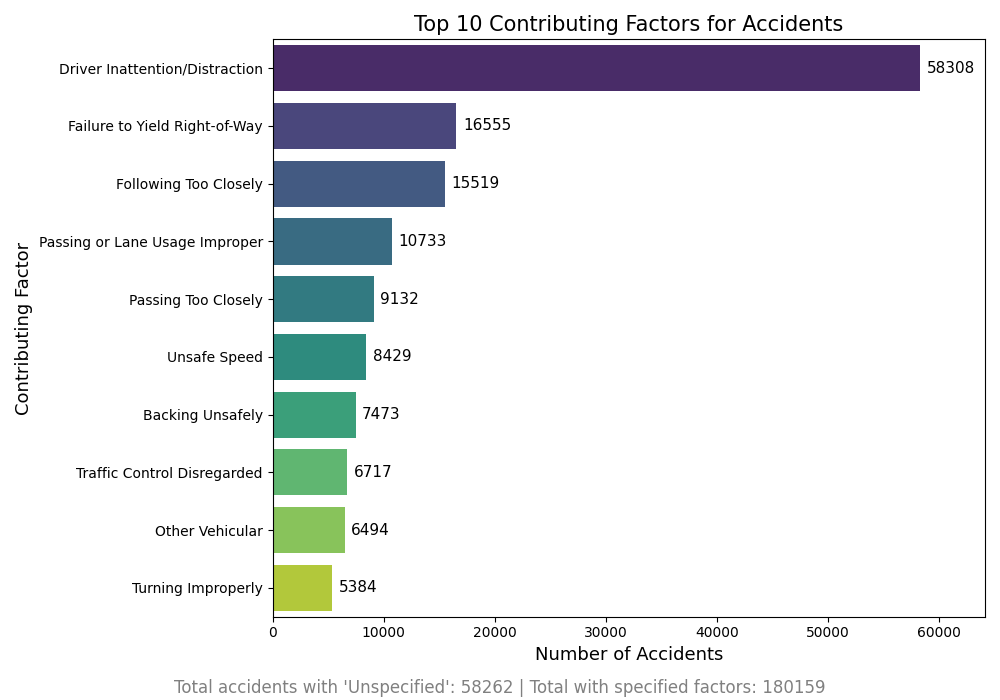 Top 10 Contributing Factors for Accidents
Driver Inattention/Distraction 58308
Failure to Yield Right-of-Way 16555
Following Too Closely 15519
Passing or Lane Usage Improper 10733
Passing Too Closely 9132
Unsafe Speed 8429
Backing Unsafely 7473
Traffic Control Disregarded 6717
Other Vehicular 6494
Turning Improperly 5384
Contributing Factor
0 10000 20000 30000 40000 50000 60000
Number of Accidents
Total accidents with 'Unspecified': 58262 | Total with specified factors: 180159